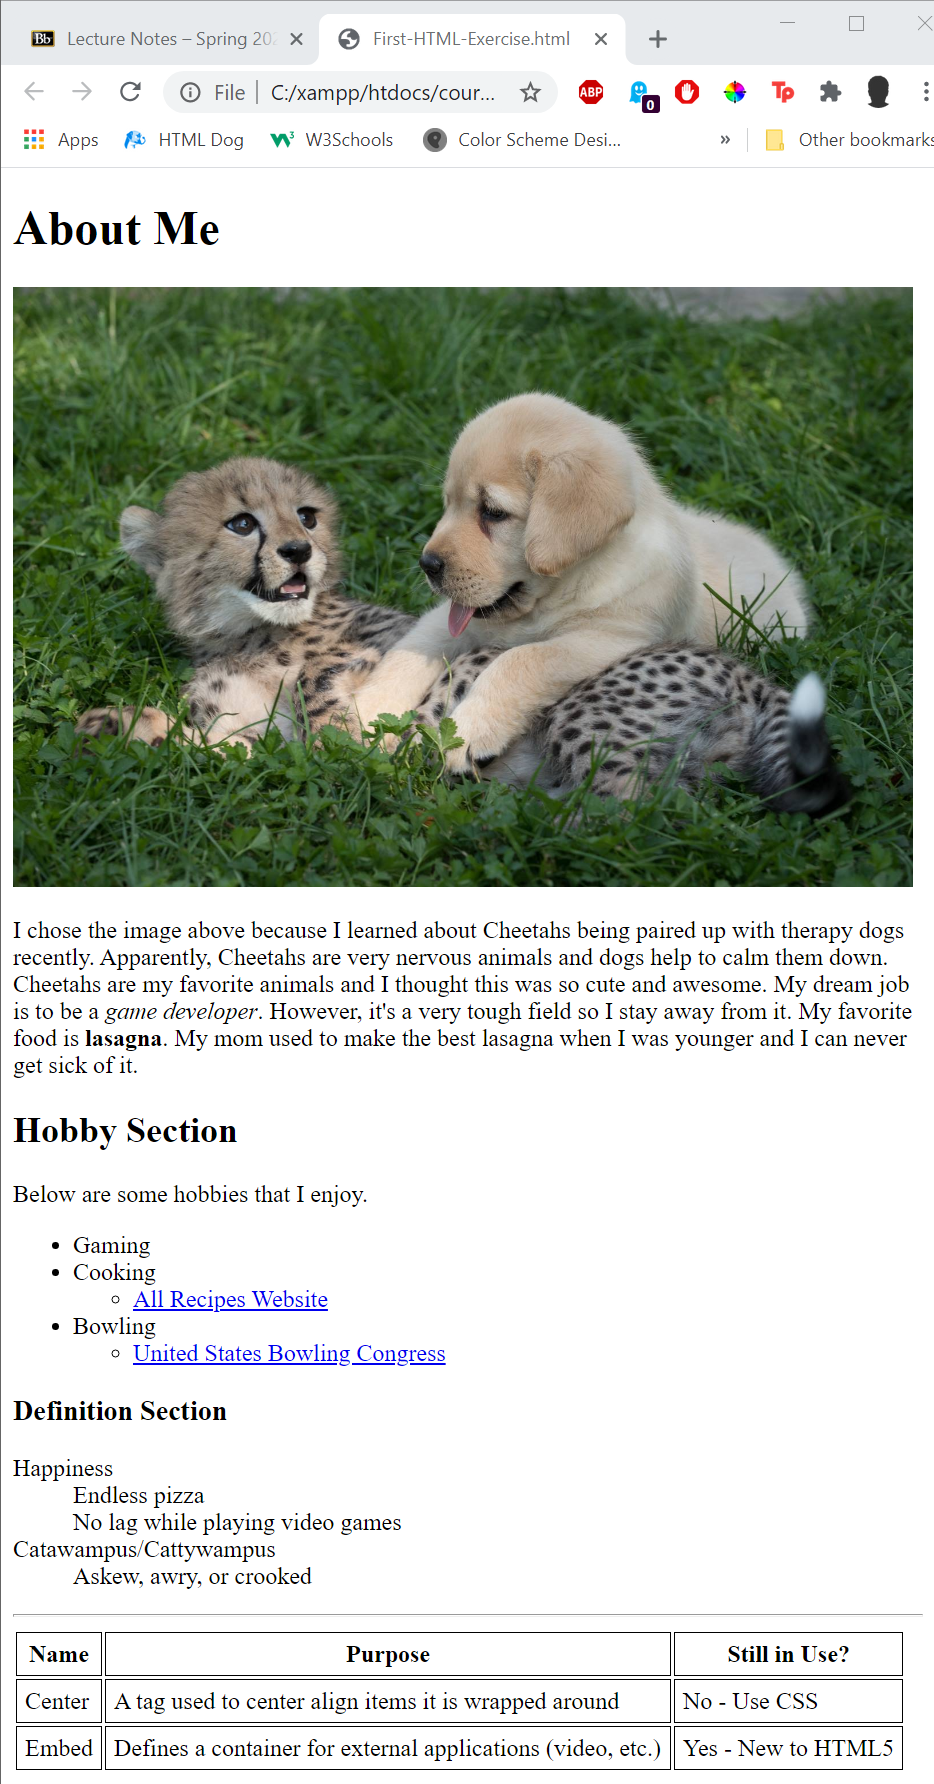 Bb Lecture Notes – Spring 202
First-HTML-Exercise.html
File C:/xampp/htdocs/cour...
ABP
0
Tp
Apps
HTML Dog
W3Schools
Color Scheme Desi...
»
Other bookmarks
About Me
I chose the image above because I learned about Cheetahs being paired up with therapy dogs
recently. Apparently, Cheetahs are very nervous animals and dogs help to calm them down.
Cheetahs are my favorite animals and I thought this was so cute and awesome. My dream job
is to be a game developer. However, it's a very tough field so I stay away from it. My favorite
food is lasagna. My mom used to make the best lasagna when I was younger and I can never
get sick of it.
Hobby Section
Below are some hobbies that I enjoy.
Gaming
Cooking
All Recipes Website
Bowling
United States Bowling Congress
Definition Section
Happiness
Endless pizza
No lag while playing video games
Catawampus/Cattywampus
Askew, awry, or crooked
Name Purpose Still in Use?
Center A tag used to center align items it is wrapped around No - Use CSS
Embed Defines a container for external applications (video, etc.) Yes - New to HTML5